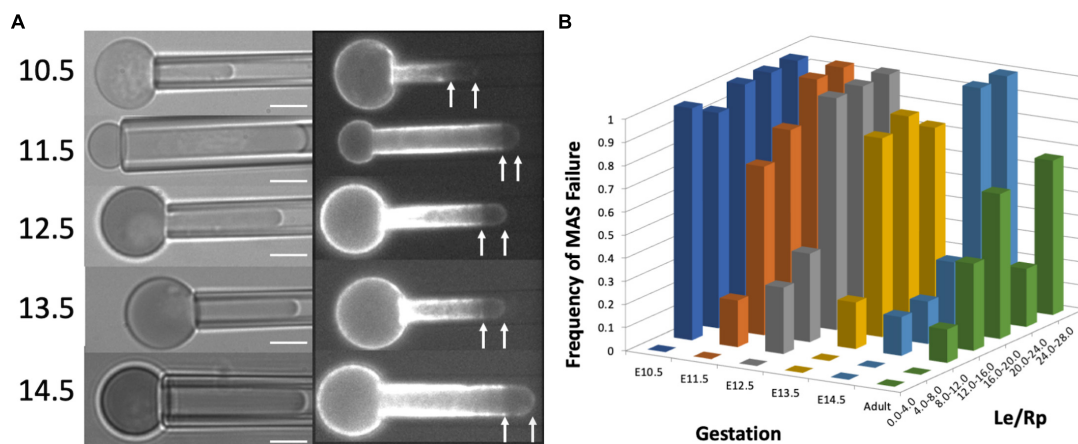 A
10.5
11.5
12.5
13.5
14.5
B
Frequency of MAS Failure
1
0.9
0.8
0.7
0.6
0.5
0.4
0.3
0.2
0.1
0
E10.5
E11.5
E12.5
E13.5
E14.5
Adult
Gestation
0.0-4.0
4.0-8.0
8.0-12.0
12.0-16.0
16.0-20.0
20.0-24.0
24.0-28.0
Le/Rp